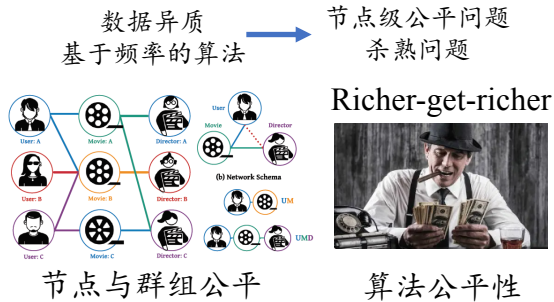 数据异质
基于频率的算法
节点级公平问题
杀熟问题
Richer-get-richer
User: A
Movie: A
Director: A
User: B
Movie: B
Director: B
User: C
Movie: C
Director: C
User
Movie
Director
(b) Network Schema
UM
UMD
节点与群组公平
算法公平性